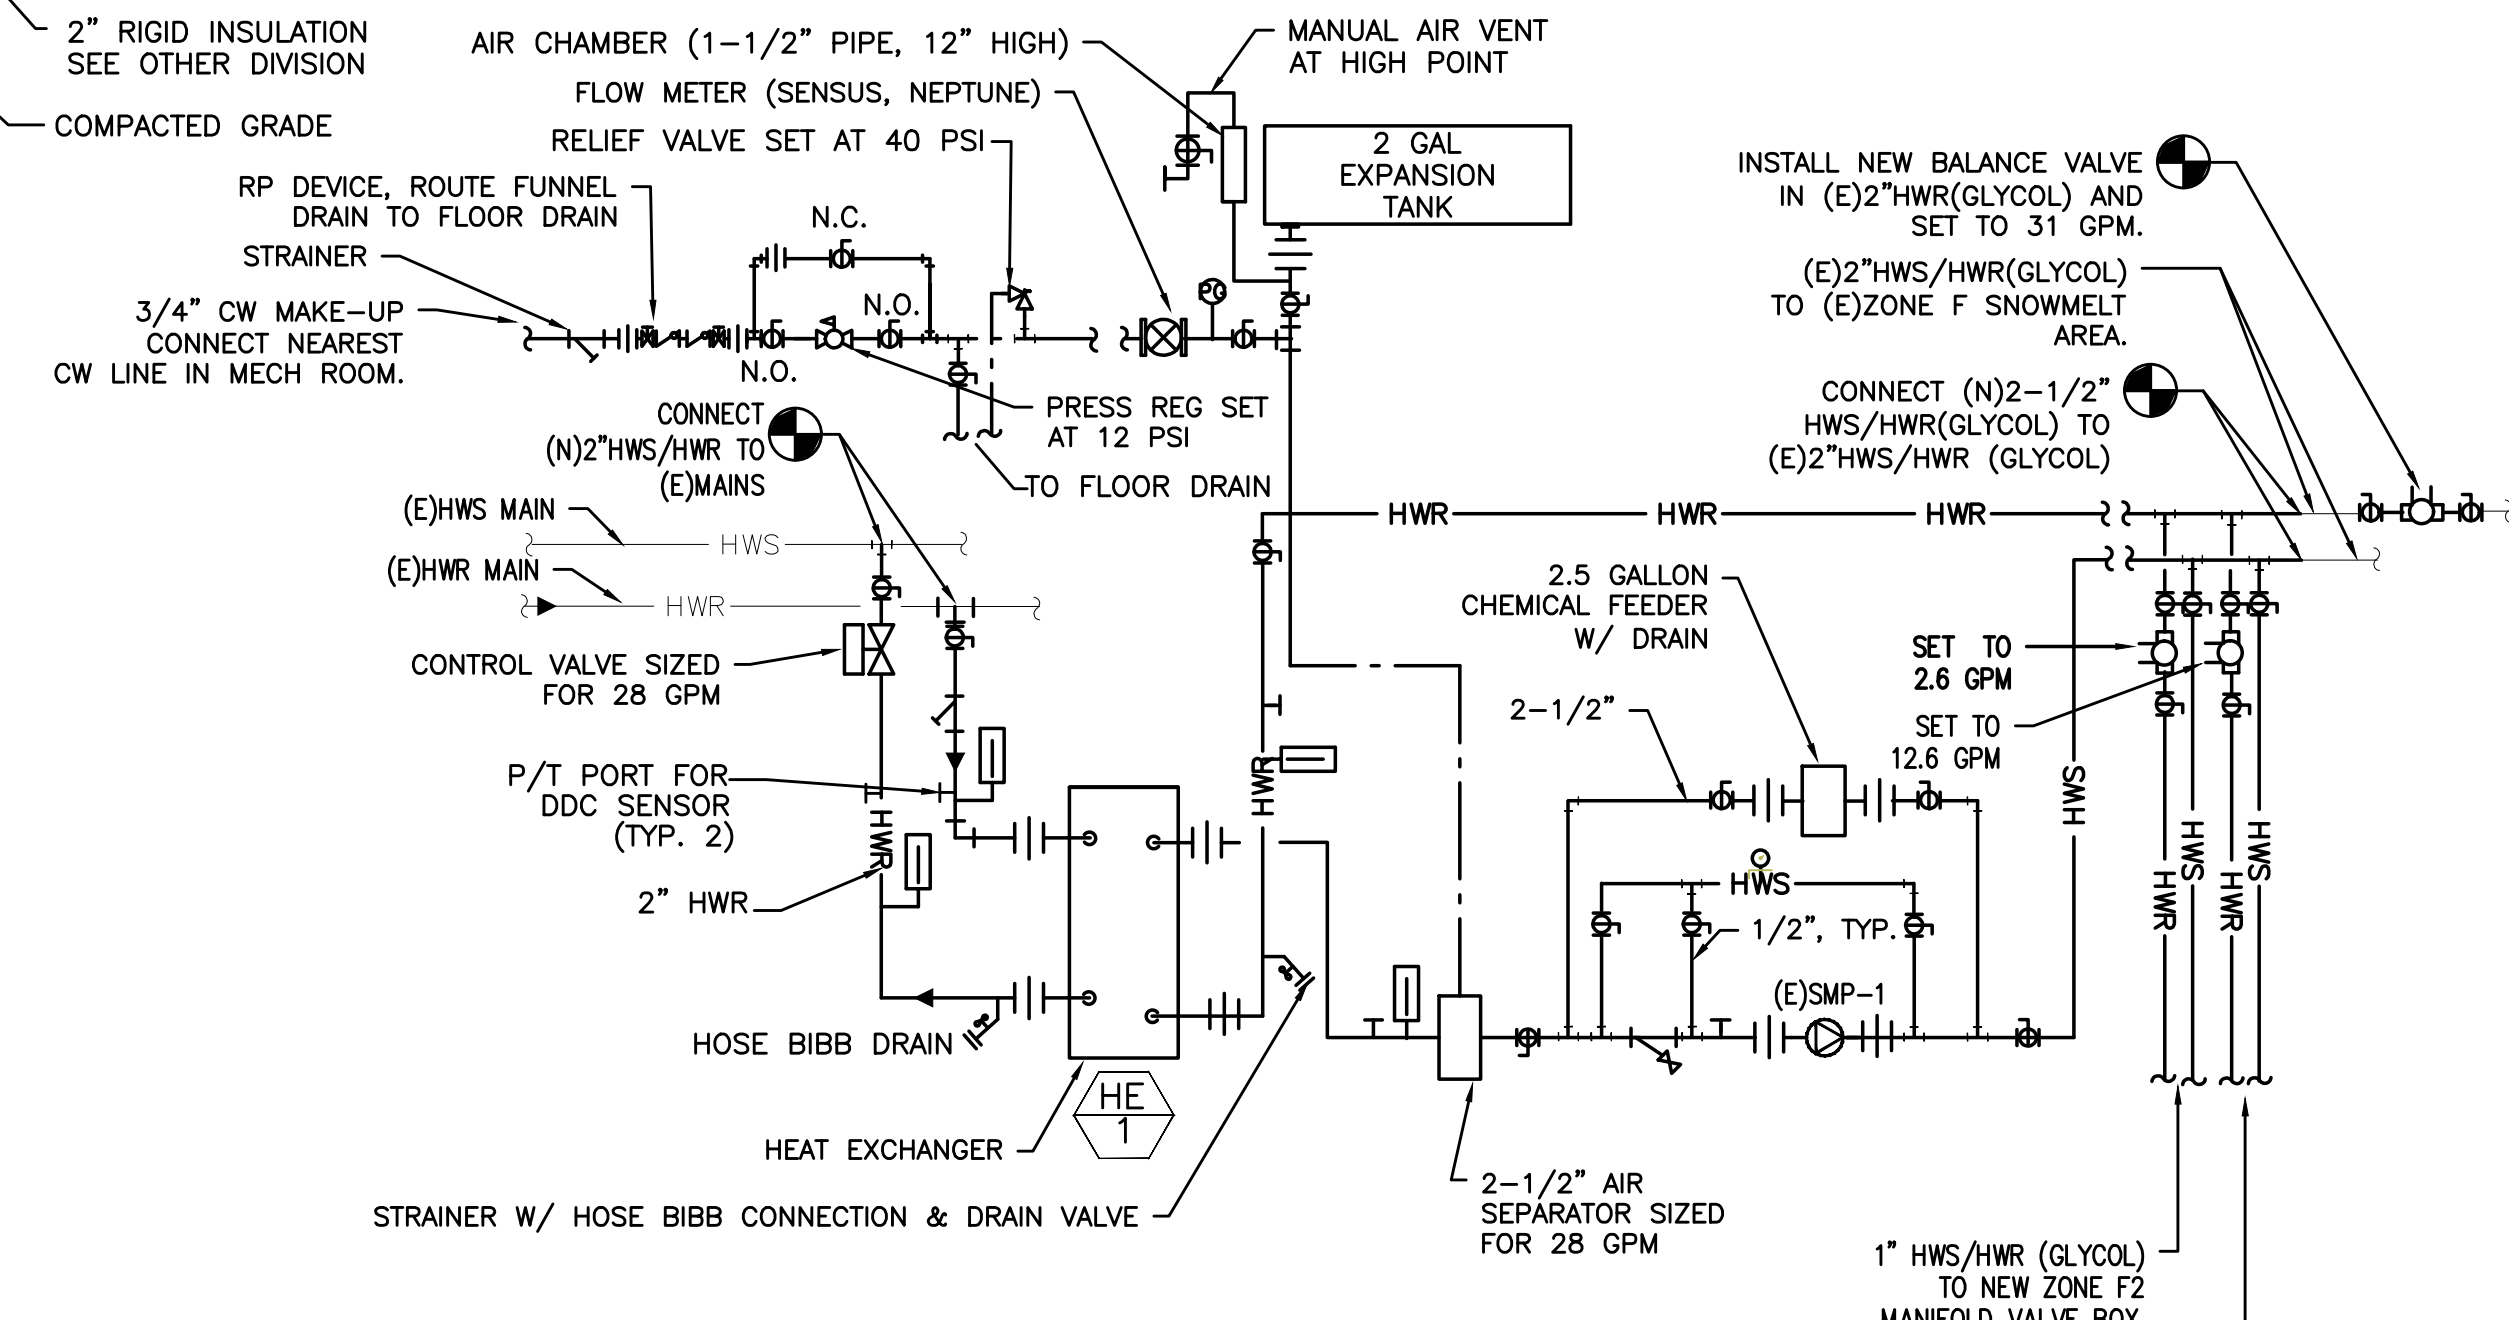 2” RIGID INSULATION
SEE OTHER DIVISION
COMPACTED GRADE
AIR CHAMBER (1-1/2” PIPE, 12” HIGH)
FLOW METER (SENSUS, NEPTUNE)
RELIEF VALVE SET AT 40 PSI
RP DEVICE, ROUTE FUNNEL
DRAIN TO FLOOR DRAIN
STRAINER
3/4” CW MAKE-UP
CONNECT NEAREST
CW LINE IN MECH ROOM.
N.C.
N.O.
N.O.
MANUAL AIR VENT
AT HIGH POINT
2 GAL
EXPANSION
TANK
PG
PRESS REG SET
AT 12 PSI
TO FLOOR DRAIN
CONNECT
(N)2”HWS/HWR TO
(E)MAINS
(E)HWS MAIN
HWS
(E)HWR MAIN
HWR
CONTROL VALVE SIZED
FOR 28 GPM
P/T PORT FOR
DDC SENSOR
(TYP. 2)
HWR
2” HWR
HOSE BIBB DRAIN
HE
1
HEAT EXCHANGER
STRAINER W/ HOSE BIBB CONNECTION & DRAIN VALVE
INSTALL NEW BALANCE VALVE
IN (E)2”HWR(GLYCOL) AND
SET TO 31 GPM.
(E)2”HWS/HWR(GLYCOL)
TO (E)ZONE F SNOWMELT
AREA.
CONNECT (N)2-1/2”
HWS/HWR(GLYCOL) TO
(E)2”HWS/HWR (GLYCOL)
HWR
HWR
HWR
HWR
2.5 GALLON
CHEMICAL FEEDER
W/ DRAIN
2-1/2”
HWS
1/2”, TYP.
(E)SMP-1
2-1/2” AIR
SEPARATOR SIZED
FOR 28 GPM
SET TO
2.6 GPM
SET TO
12.6 GPM
HWS
HWR
HWS
HWR
HWS
1” HWS/HWR (GLYCOL)
TO NEW ZONE F2
MANIFOLD VALVE BOX.